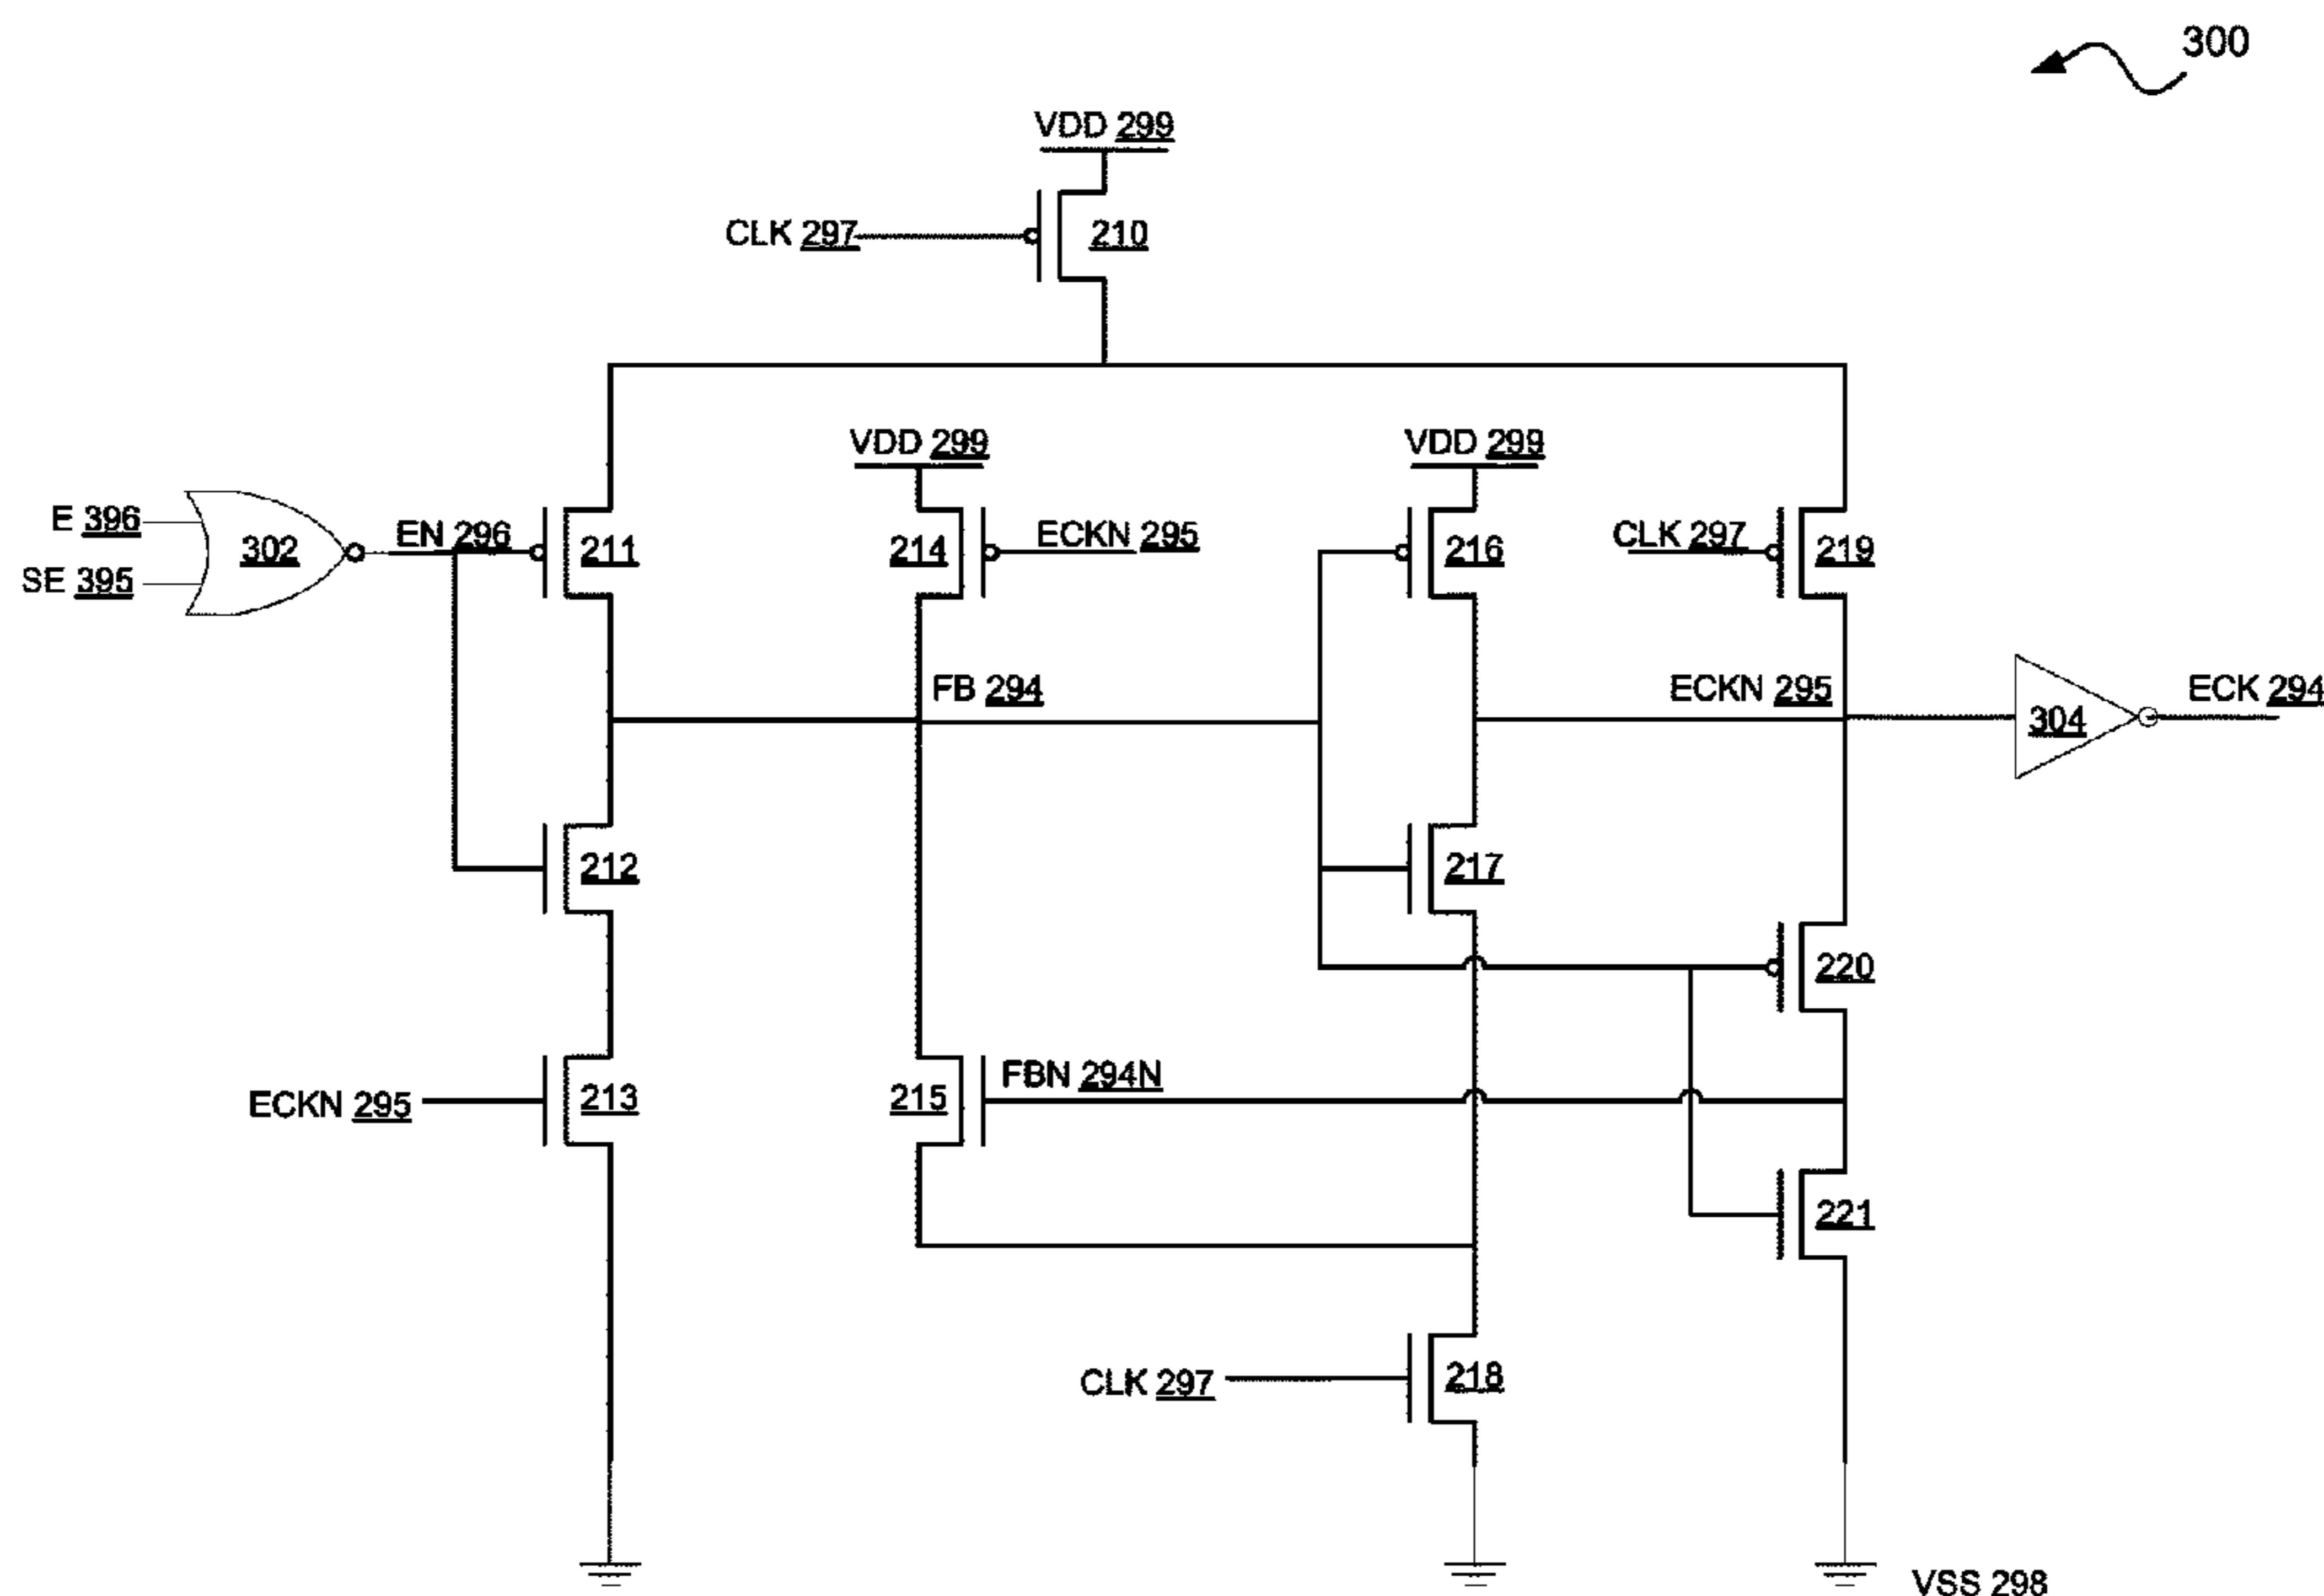 300
VDD 299
CLK 297
210
VDD 299
VDD 299
E 396
SE 395
302
EN 296
211
214
ECKN 295
216
CLK 297
219
FB 294
ECKN 295
304
ECK 294
212
217
220
ECKN 295
213
215
FBN 294N
221
CLK 297
218
VSS 298